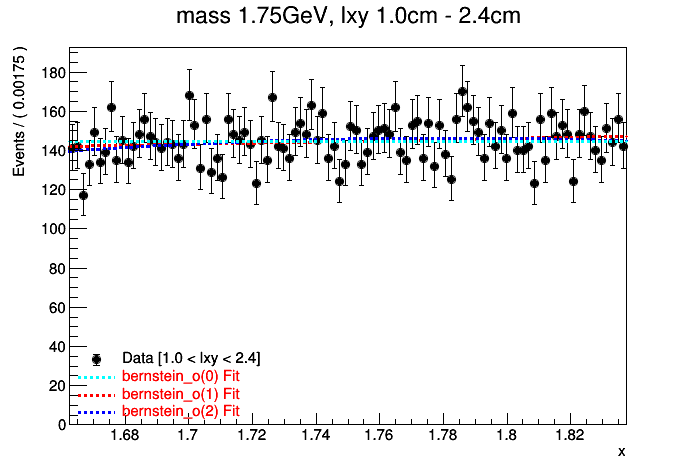 mass 1.75GeV, lxy 1.0cm - 2.4cm
Events / ( 0.00175 )
180
160
140
120
100
80
60
40
20
0
Data [1.0 < lxy < 2.4]
bernstein_o(0) Fit
bernstein_o(1) Fit
bernstein_o(2) Fit
1.68 1.7 1.72 1.74 1.76 1.78 1.8 1.82
x